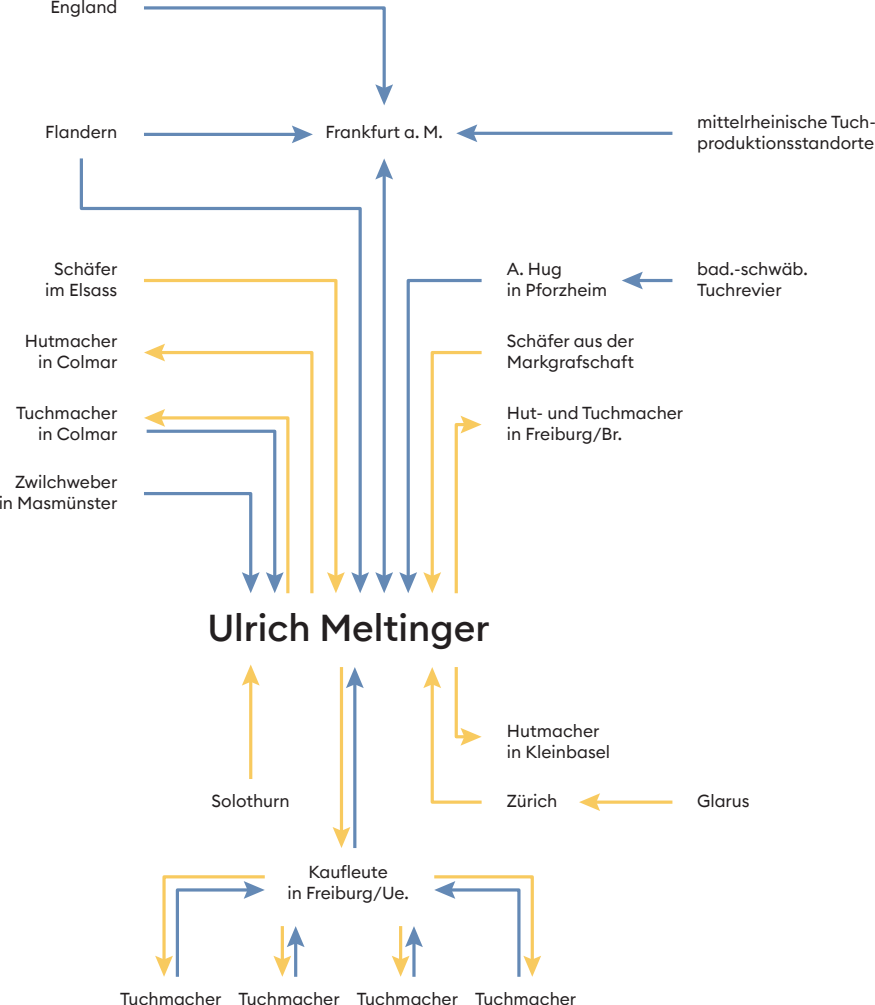 England
Flandern
Frankfurt a. M.
mittelrheinische Tuch-
produktionsstandorte
Schäfer
im Elsass
A. Hug
in Pforzheim
bad.-schwäb.
Tuchrevier
Hutmacher
in Colmar
Schäfer aus der
Markgrafschaft
Tuchmacher
in Colmar
Hut- und Tuchmacher
in Freiburg/Br.
Zwilchweber
in Masmünster
Ulrich Meltinger
Hutmacher
in Kleinbasel
Solothurn
Zürich
Glarus
Kaufleute
in Freiburg/Ue.
Tuchmacher
Tuchmacher
Tuchmacher
Tuchmacher